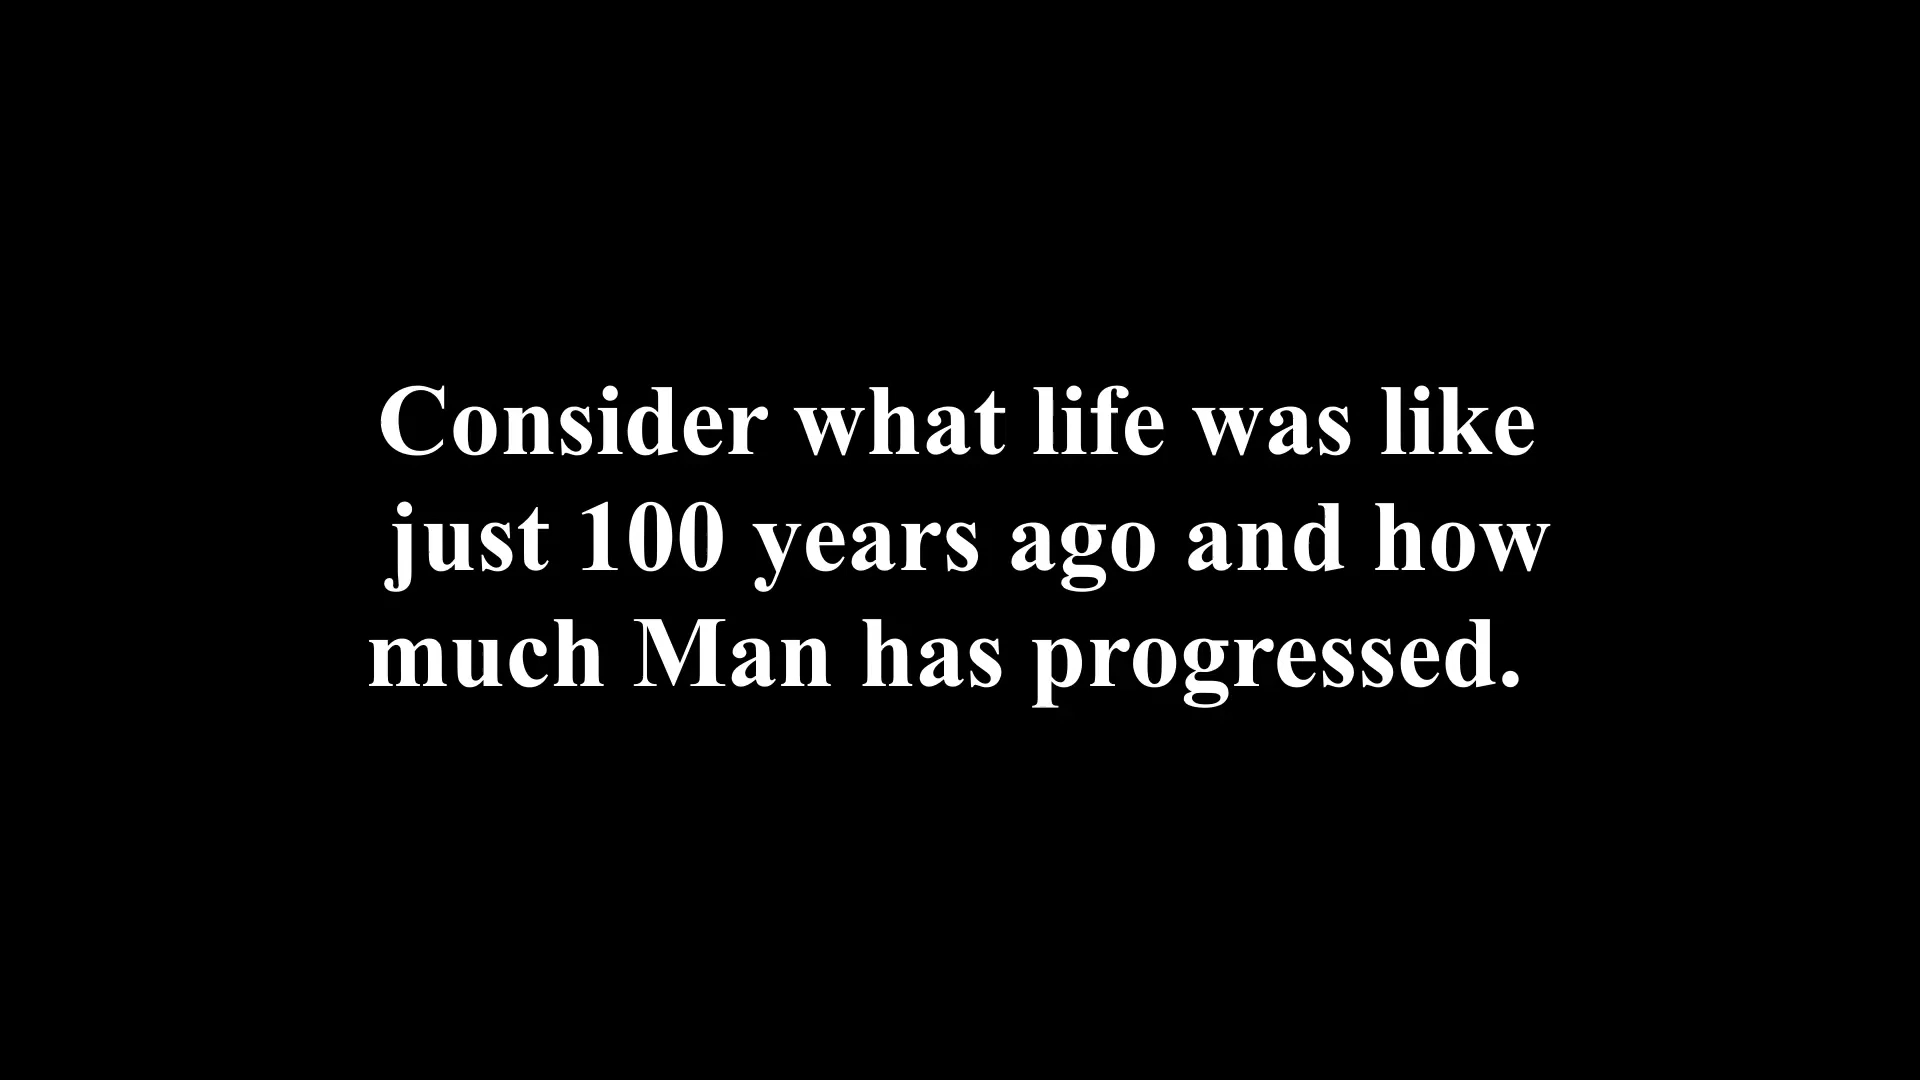 Consider what life was like
just 100 years ago and how
much Man has progressed.